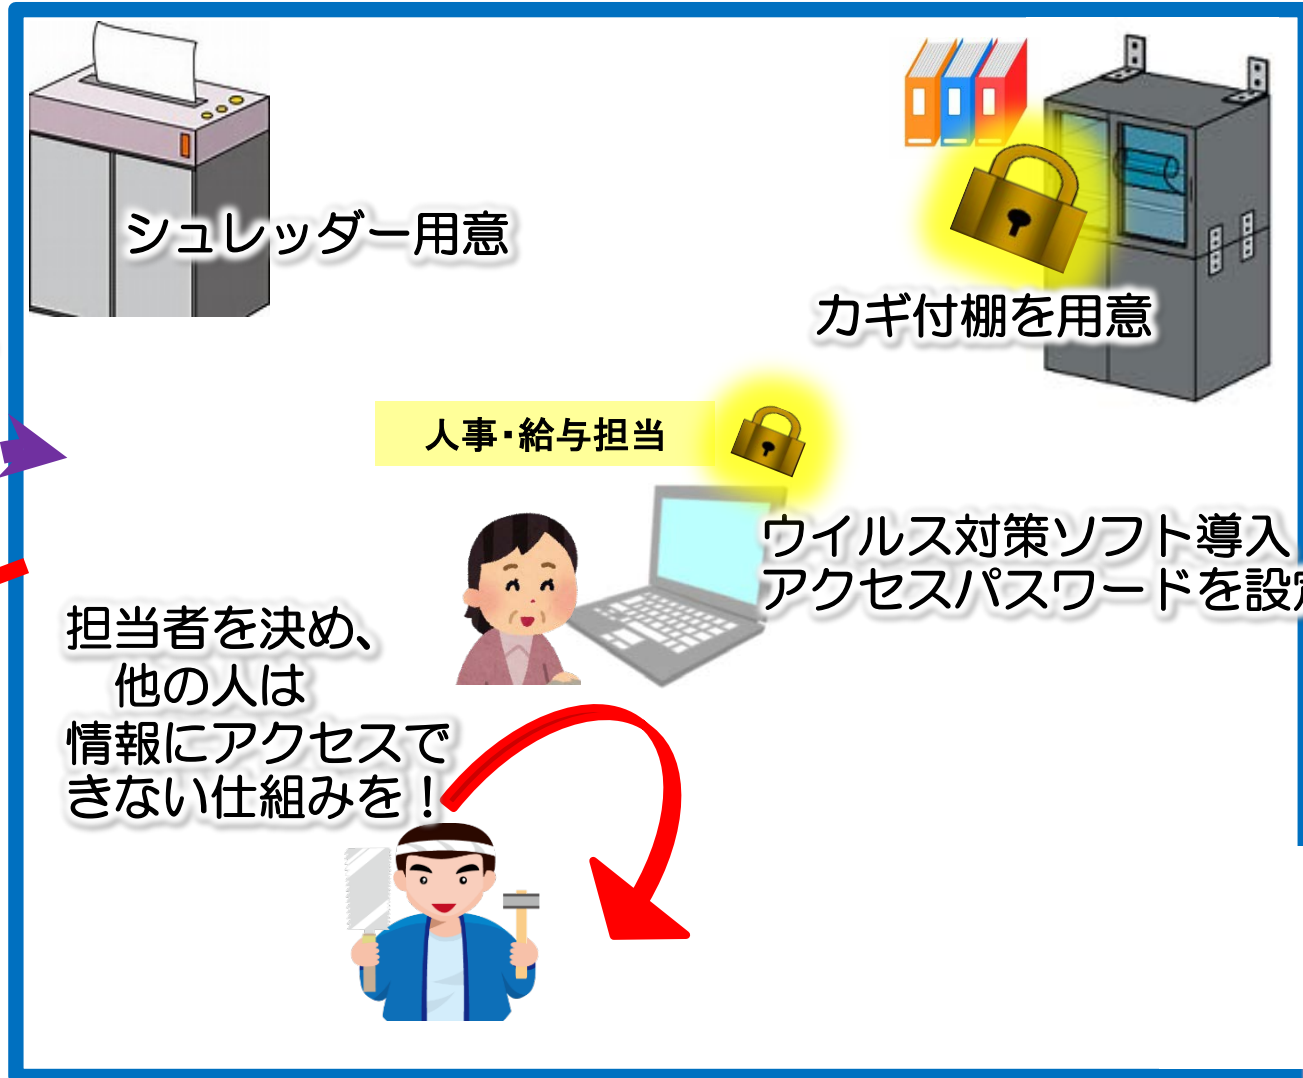 シュレッダー用意
カギ付棚を用意
人事・給与担当
ウイルス対策ソフト導入
アクセスパスワードを設定
担当者を決め、
他の人は
情報にアクセスで
きない仕組みを！